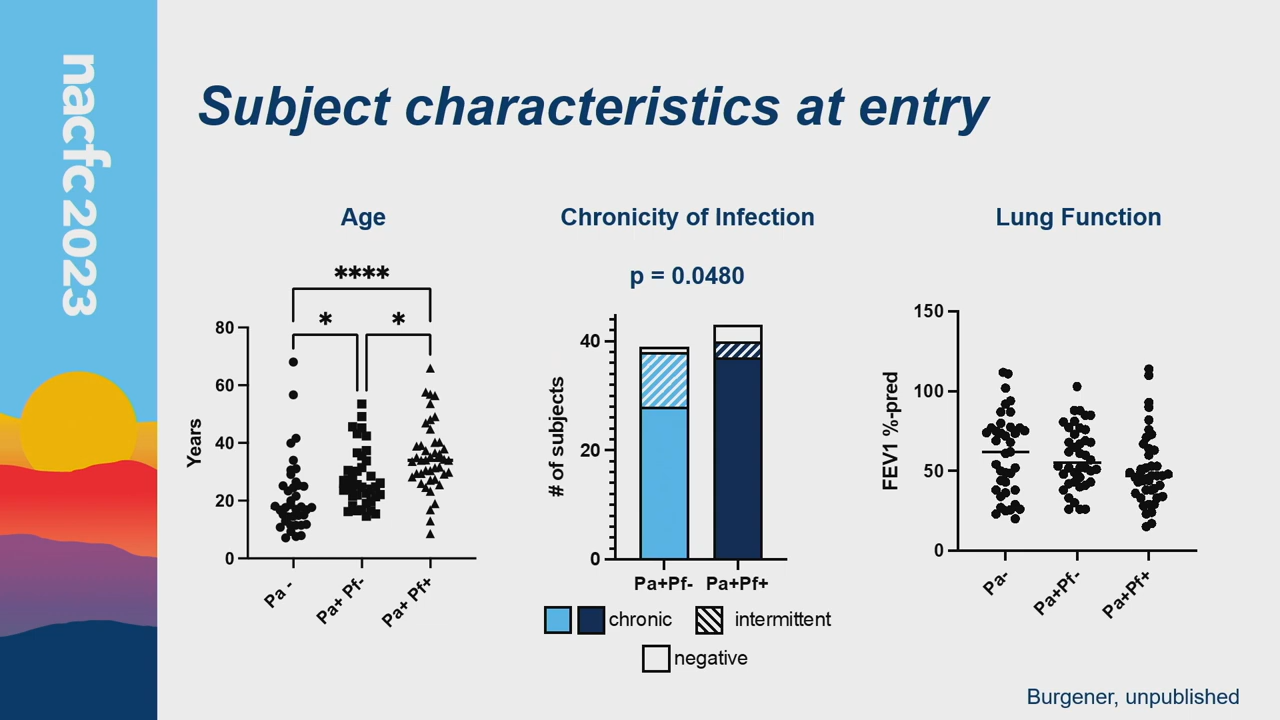 nacfc 2023
Subject characteristics at entry
Age
Chronicity of Infection
Lung Function
p = 0.0480
****
*
*
80
60
40
20
0
Years
Pa -
Pa+ Pf-
Pa+ Pf+
40
20
0
# of subjects
Pa+Pf-
Pa+Pf+
chronic
intermittent
negative
150
100
50
0
FEV1 %-pred
Pa-
Pa+Pf-
Pa+Pf+
Burgener, unpublished